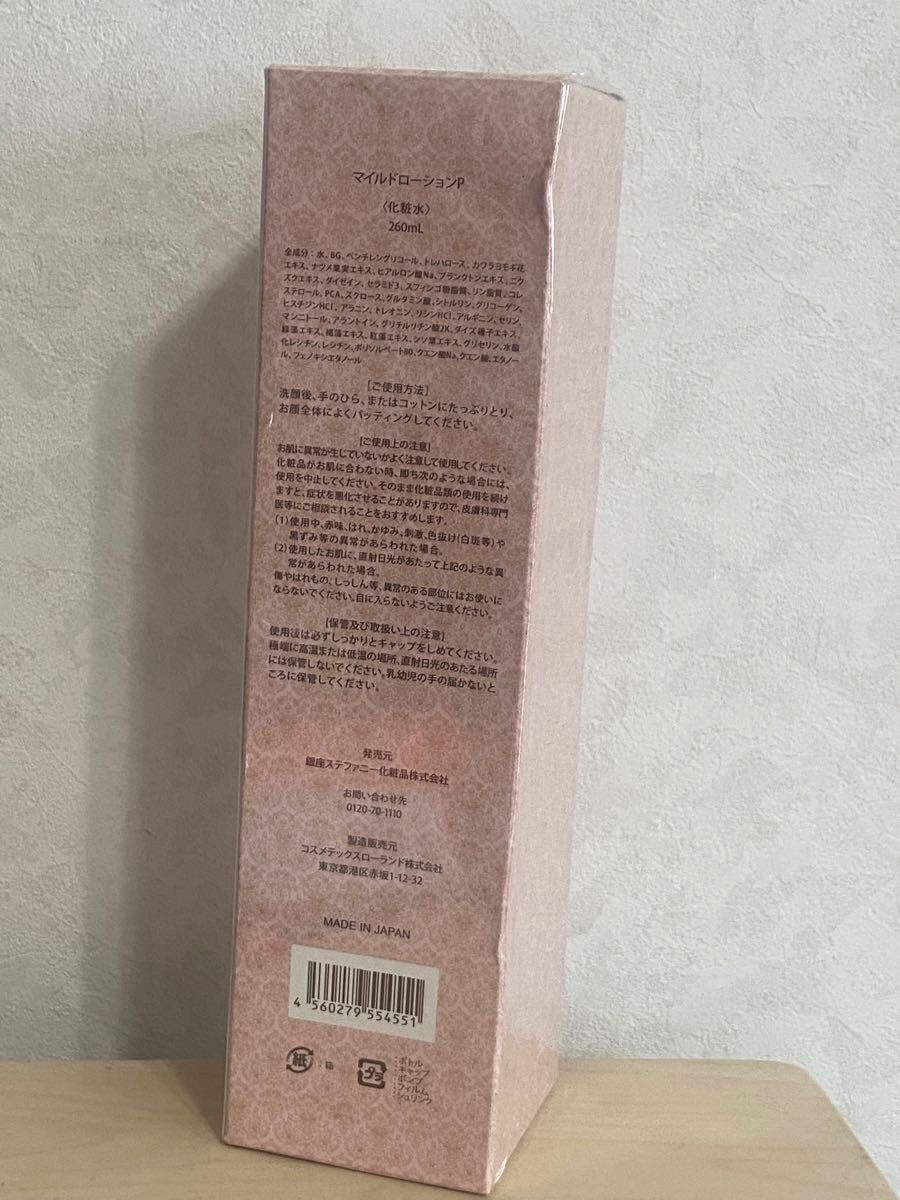 マイルドローションP
〈化粧水〉
260mL
全成分：水、BG、ペンチレングリコール、トレハロース、カワラヨモギ花
エキス、ナツメ果実エキス、ヒアルロン酸Na、プランクトンエキス、ニク
ズクエキス、ダイゼイン、セラミド3、スフィンゴ糖脂質、リン脂質、コレ
ステロール、PCA、スクロース、グルタミン酸、シトルリン、グリコーゲン、
ヒスチジンHCl、アラニン、トレオニン、リシンHCl、アルギニン、セリン、
マンニトール、アラントイン、グリチルリチン酸2K、ダイズ種子エキス、
緑藻エキス、褐藻エキス、紅藻エキス、シソ葉エキス、グリセリン、水酸
化レシチン、レシチン、ポリソルベート80、クエン酸Na、クエン酸、エタノー
ル、フェノキシエタノール
［ご使用方法］
洗顔後、手のひら、またはコットンにたっぷりとり、
お顔全体によくパッティングしてください。
［ご使用上の注意］
お肌に異常が生じていないかよく注意して使用してください。
化粧品がお肌に合わない時、即ち次のような場合には、
使用を中止してください。そのまま化粧品類の使用を続け
ますと、症状を悪化させることがありますので、皮膚科専門
医等にご相談されることをおすすめします。
（1）使用中、赤味、はれ、かゆみ、刺激、色抜け(白斑等)や
黒ずみ等の異常があらわれた場合。
（2）使用したお肌に、直射日光があたって上記のような異
常があらわれた場合。
傷やはれもの、しっしん等、異常のある部位にはお使いに
ならないでください。目に入らないようご注意ください。
［保管及び取扱い上の注意］
使用後は必ずしっかりとキャップをしめてください。
極端に高温または低温の場所、直射日光のあたる場所
には保管しないでください。乳幼児の手の届かないと
ころに保管してください。
発売元
銀座ステファニー化粧品株式会社
お問い合わせ先
0120-70-1110
製造販売元
コスメテックスローランド株式会社
東京都港区赤坂1-12-32
MADE IN JAPAN
4 560279 554551
紙：箱
プラ
ボトル
キャップ
ポンプ
フィルム
シュリンク